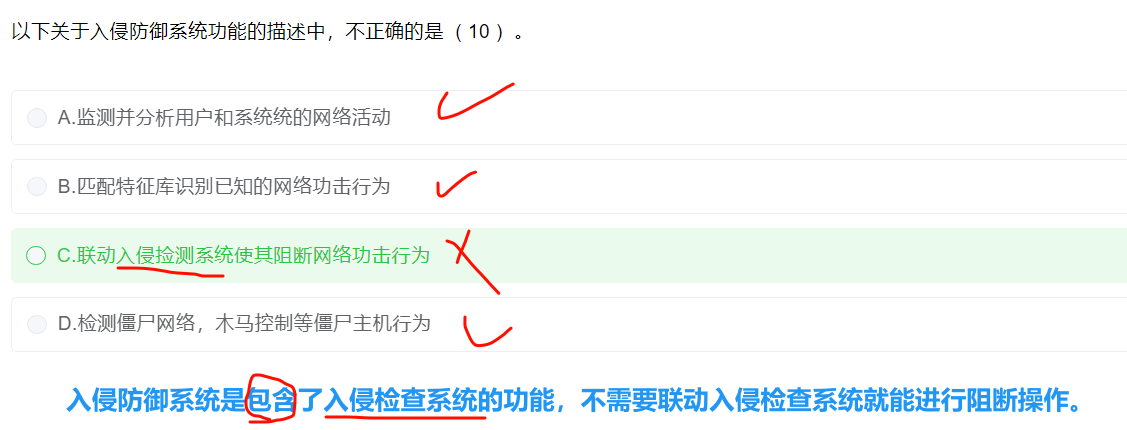 以下关于入侵防御系统功能的描述中，不正确的是（ 10 ）。
A.监测并分析用户和系统统的网络活动
B.匹配特征库识别已知的网络功击行为
C.联动入侵捡测系统使其阻断网络功击行为
D.检测僵尸网络，木马控制等僵尸主机行为
入侵防御系统是包含了入侵检查系统的功能，不需要联动入侵检查系统就能进行阻断操作。